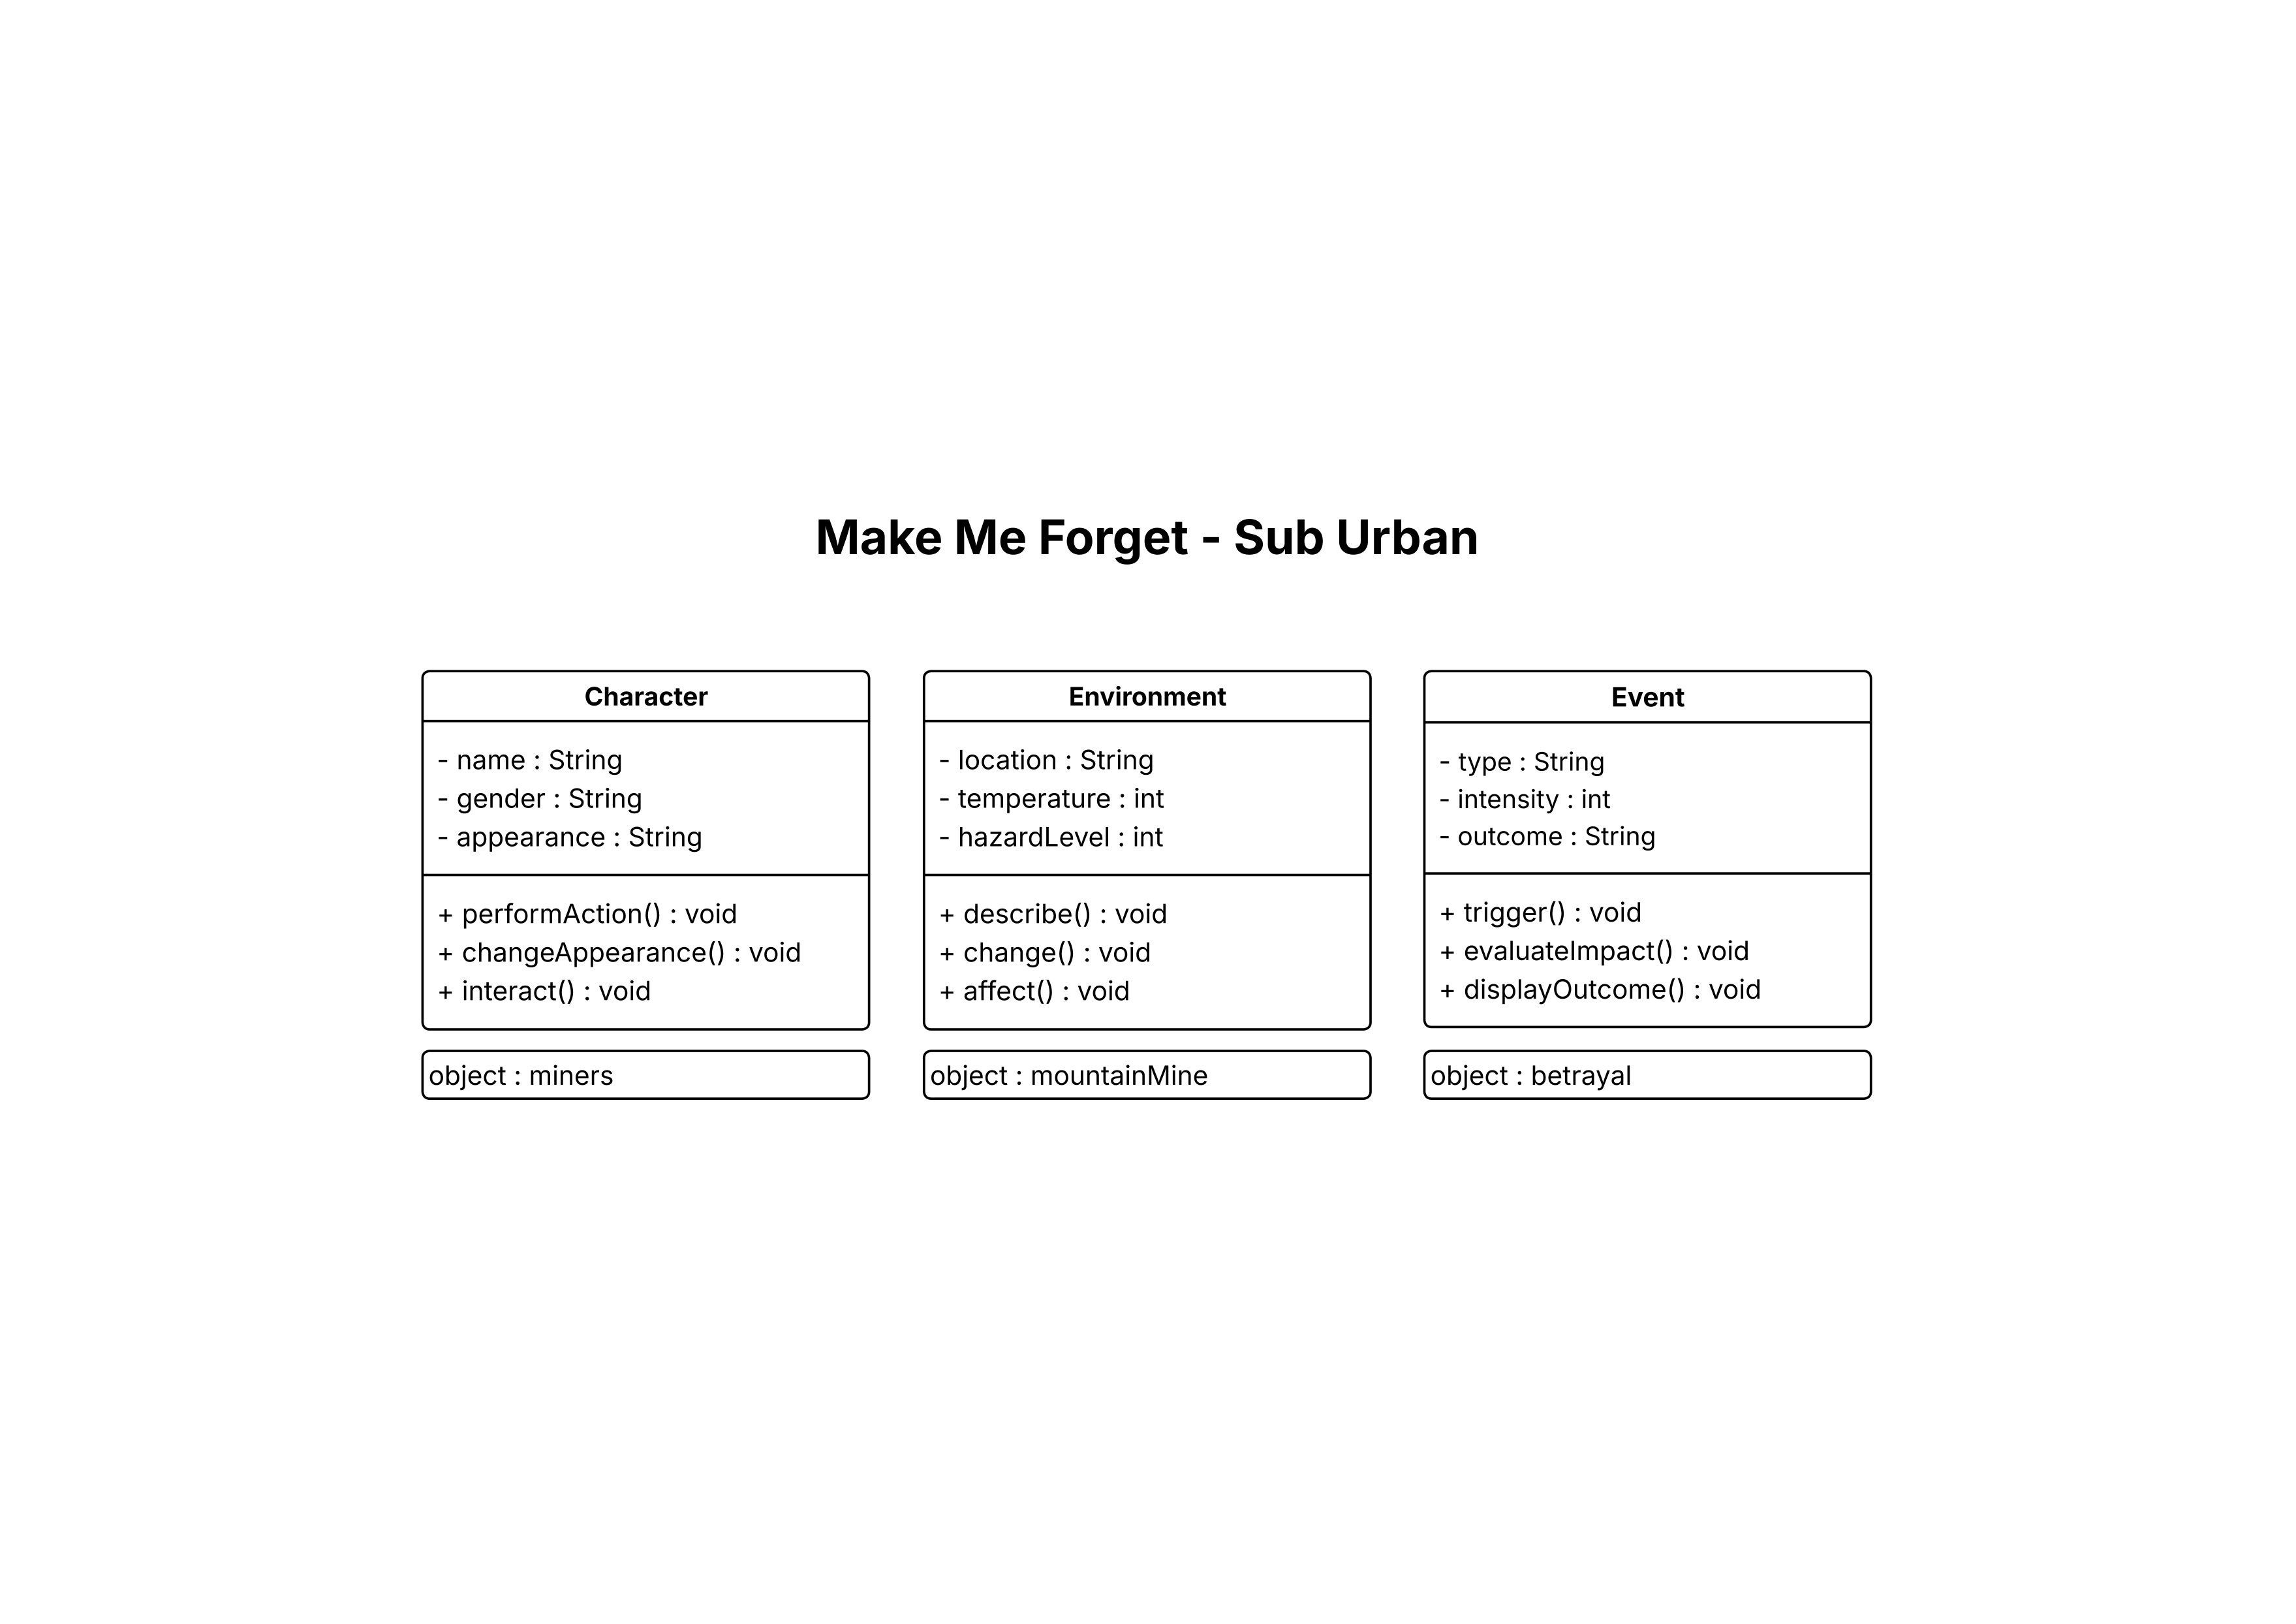 Make Me Forget - Sub Urban
Character
- name : String
- gender : String
- appearance : String
+ performAction() : void
+ changeAppearance() : void
+ interact() : void
object : miners
Environment
- location : String
- temperature : int
- hazardLevel : int
+ describe() : void
+ change() : void
+ affect() : void
object : mountainMine
Event
- type : String
- intensity : int
- outcome : String
+ trigger() : void
+ evaluateImpact() : void
+ displayOutcome() : void
object : betrayal